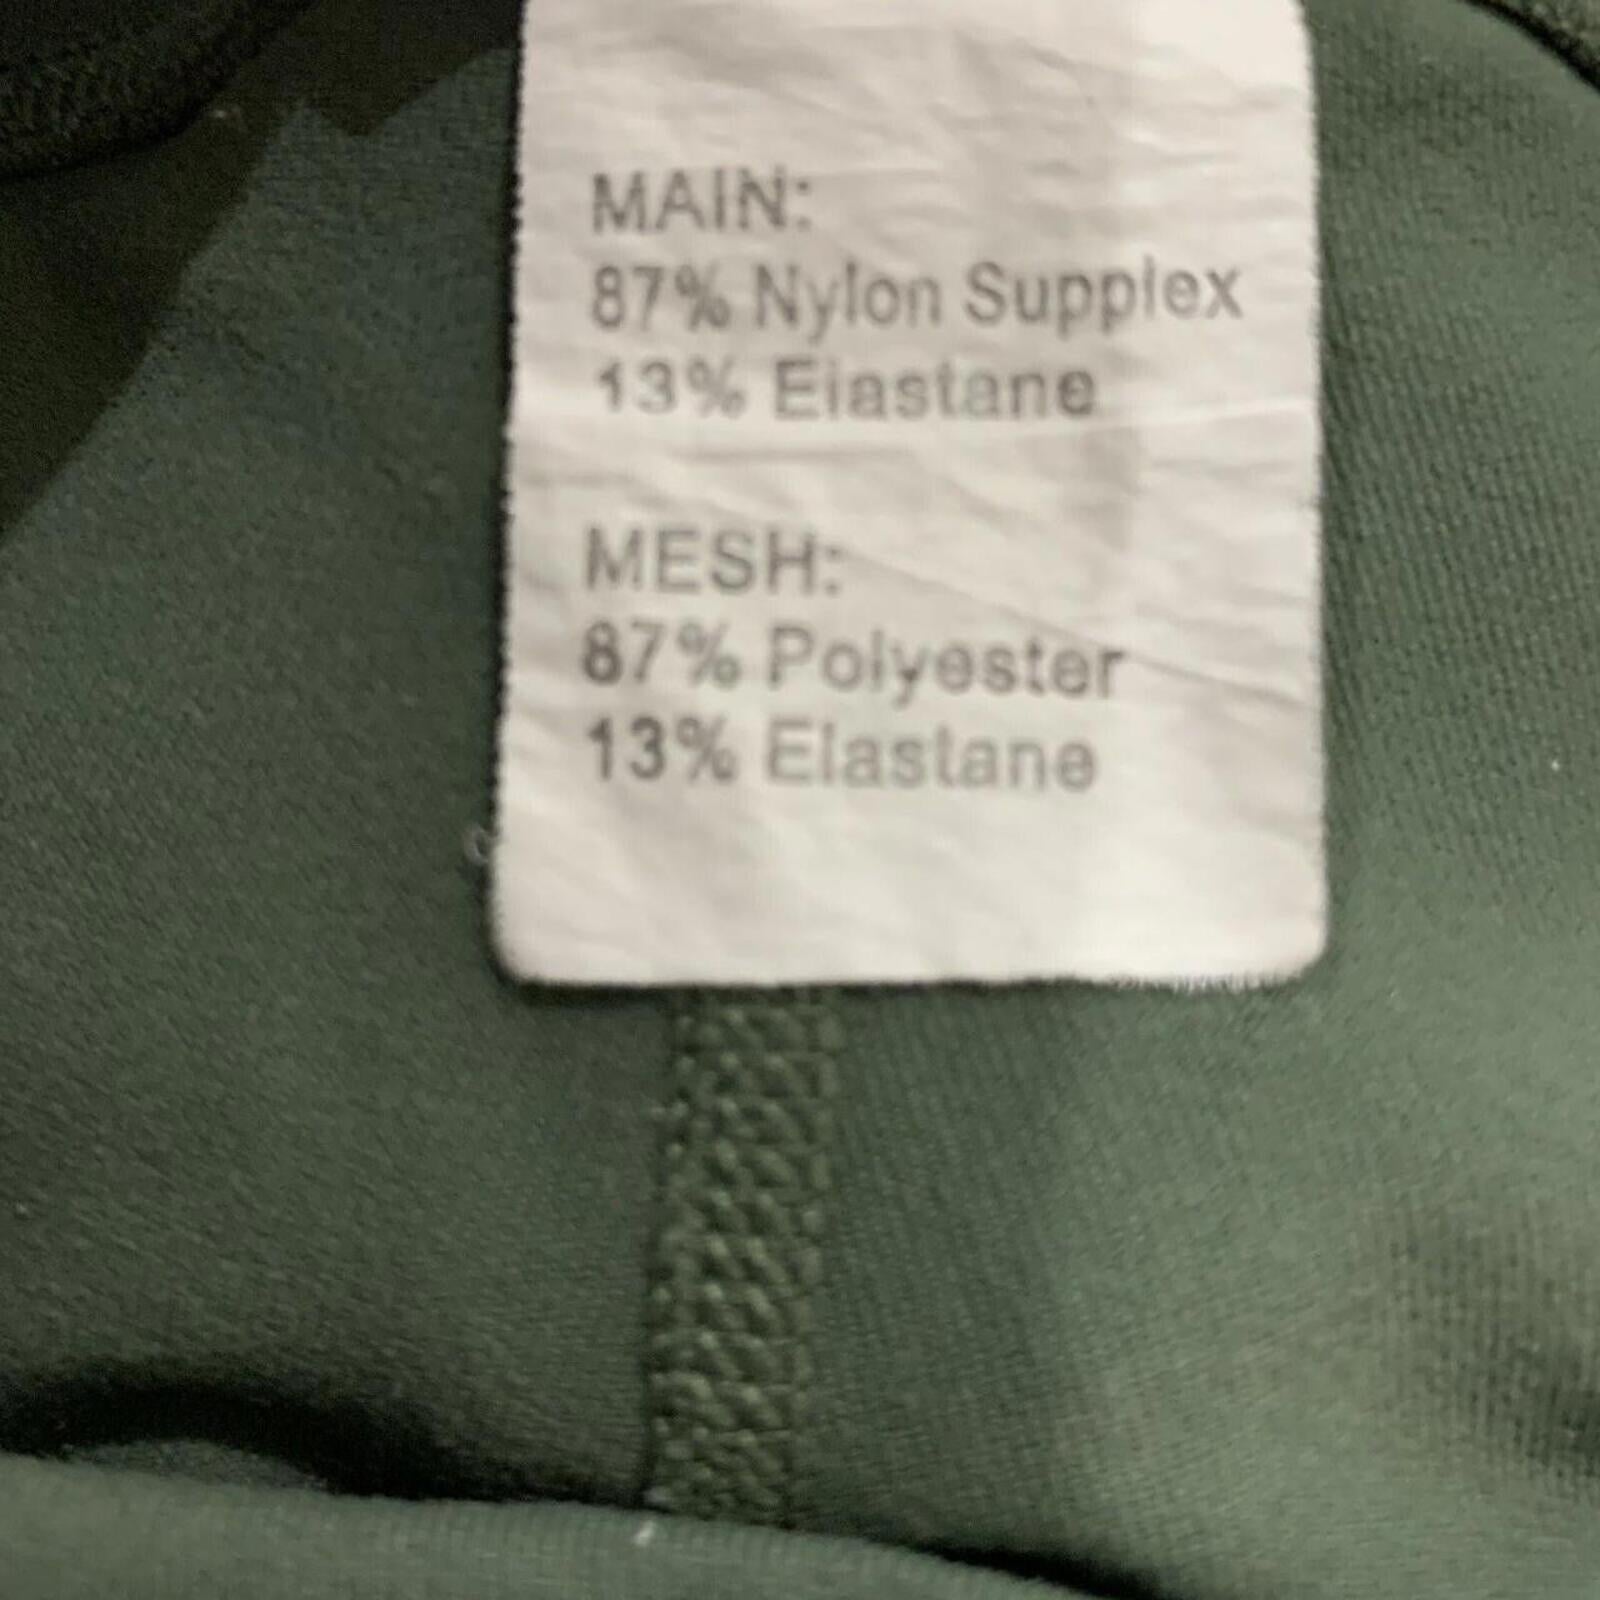 MAIN:
87% Nylon Supplex
13% Elastane
MESH:
87% Polyester
13% Elastane